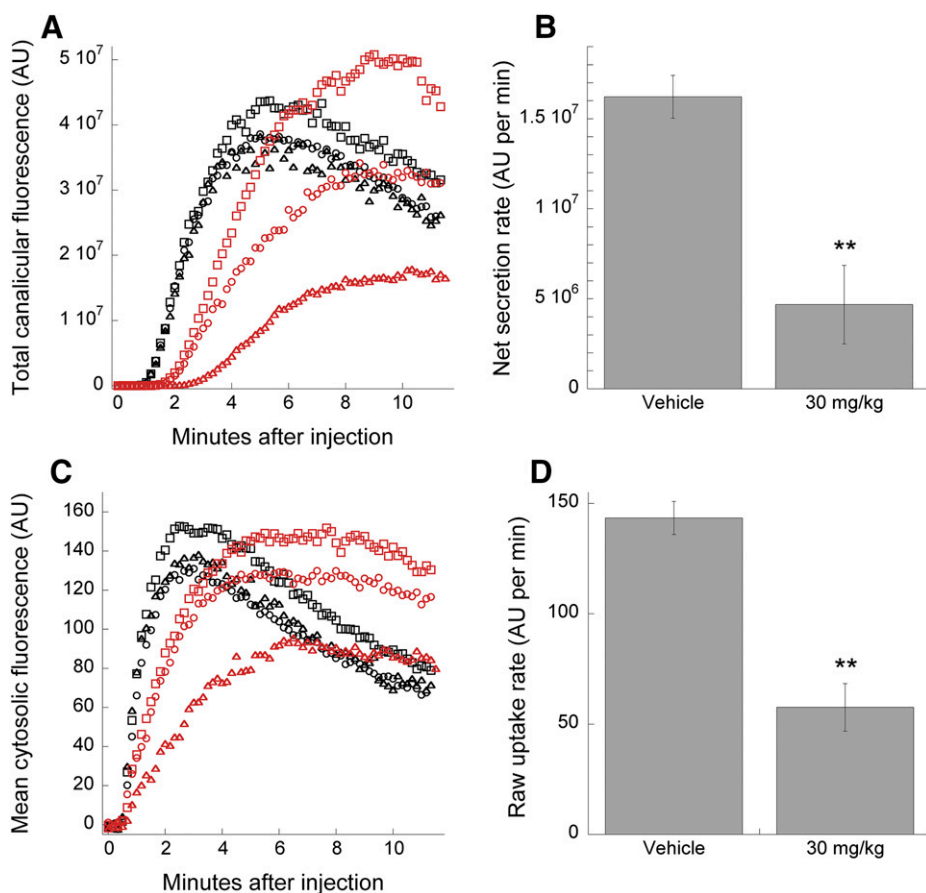 A
Total canalicular fluorescence (AU)
5 10⁷
4 10⁷
3 10⁷
2 10⁷
1 10⁷
0
0 2 4 6 8 10
Minutes after injection
B
Net secretion rate (AU per min)
1.5 10⁷
1 10⁷
5 10⁶
0
**
Vehicle 30 mg/kg
C
Mean cytosolic fluorescence (AU)
160
140
120
100
80
60
40
20
0
0 2 4 6 8 10
Minutes after injection
D
Raw uptake rate (AU per min)
150
100
50
0
**
Vehicle 30 mg/kg